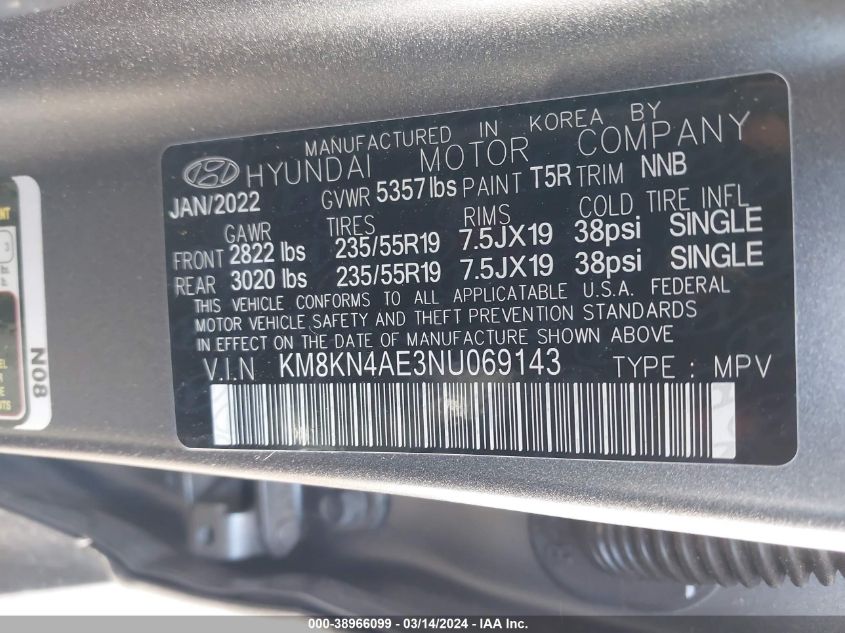 MANUFACTURED IN KOREA BY
HYUNDAI MOTOR COMPANY
JAN/2022 GVWR 5357 lbs PAINT T5R TRIM NNB
GAWR TIRES RIMS COLD TIRE INFL
FRONT 2822 lbs 235/55R19 7.5JX19 38psi SINGLE
REAR 3020 lbs 235/55R19 7.5JX19 38psi SINGLE
THIS VEHICLE CONFORMS TO ALL APPLICATABLE U.S.A. FEDERAL
MOTOR VEHICLE SAFETY AND THEFT PREVENTION STANDARDS
IN EFFECT ON THE DATE OF MANUFACTURE SHOWN ABOVE
V.I.N KM8KN4AE3NU069143 TYPE : MPV
N08
000-38966099 - 03/14/2024 - IAA Inc.